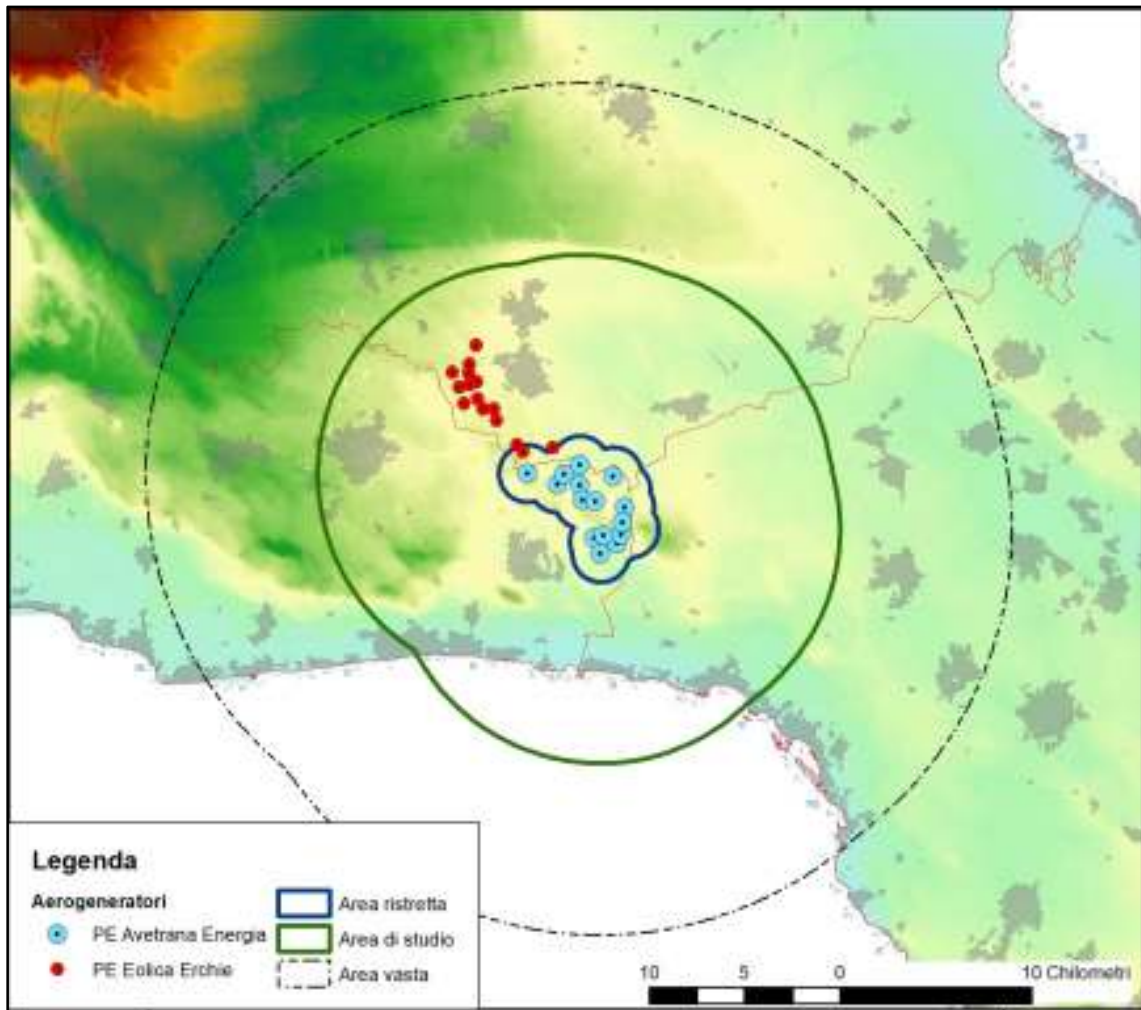 Legenda
Aerogeneratori
PE Avetrana Energia
PE Eolica Erchie
Area ristretta
Area di studio
Area vasta
10 5 0 10 Chilometri